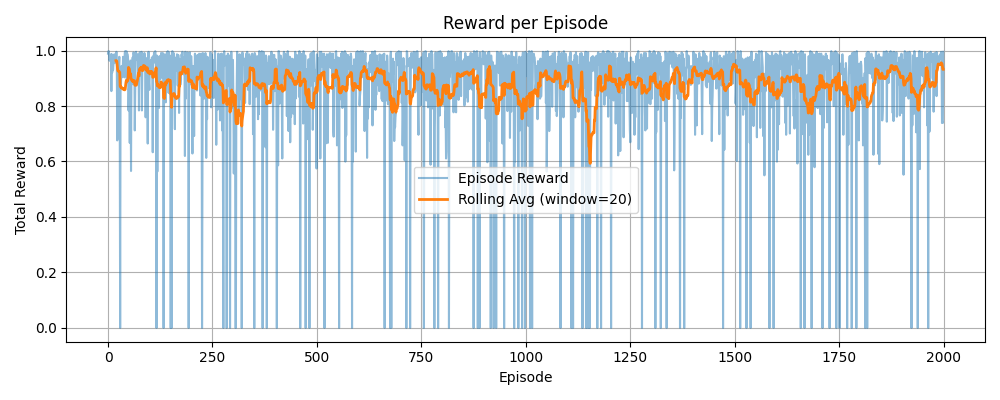 Reward per Episode
Total Reward
1.0
0.8
0.6
0.4
0.2
0.0
Episode Reward
Rolling Avg (window=20)
0 250 500 750 1000 1250 1500 1750 2000
Episode